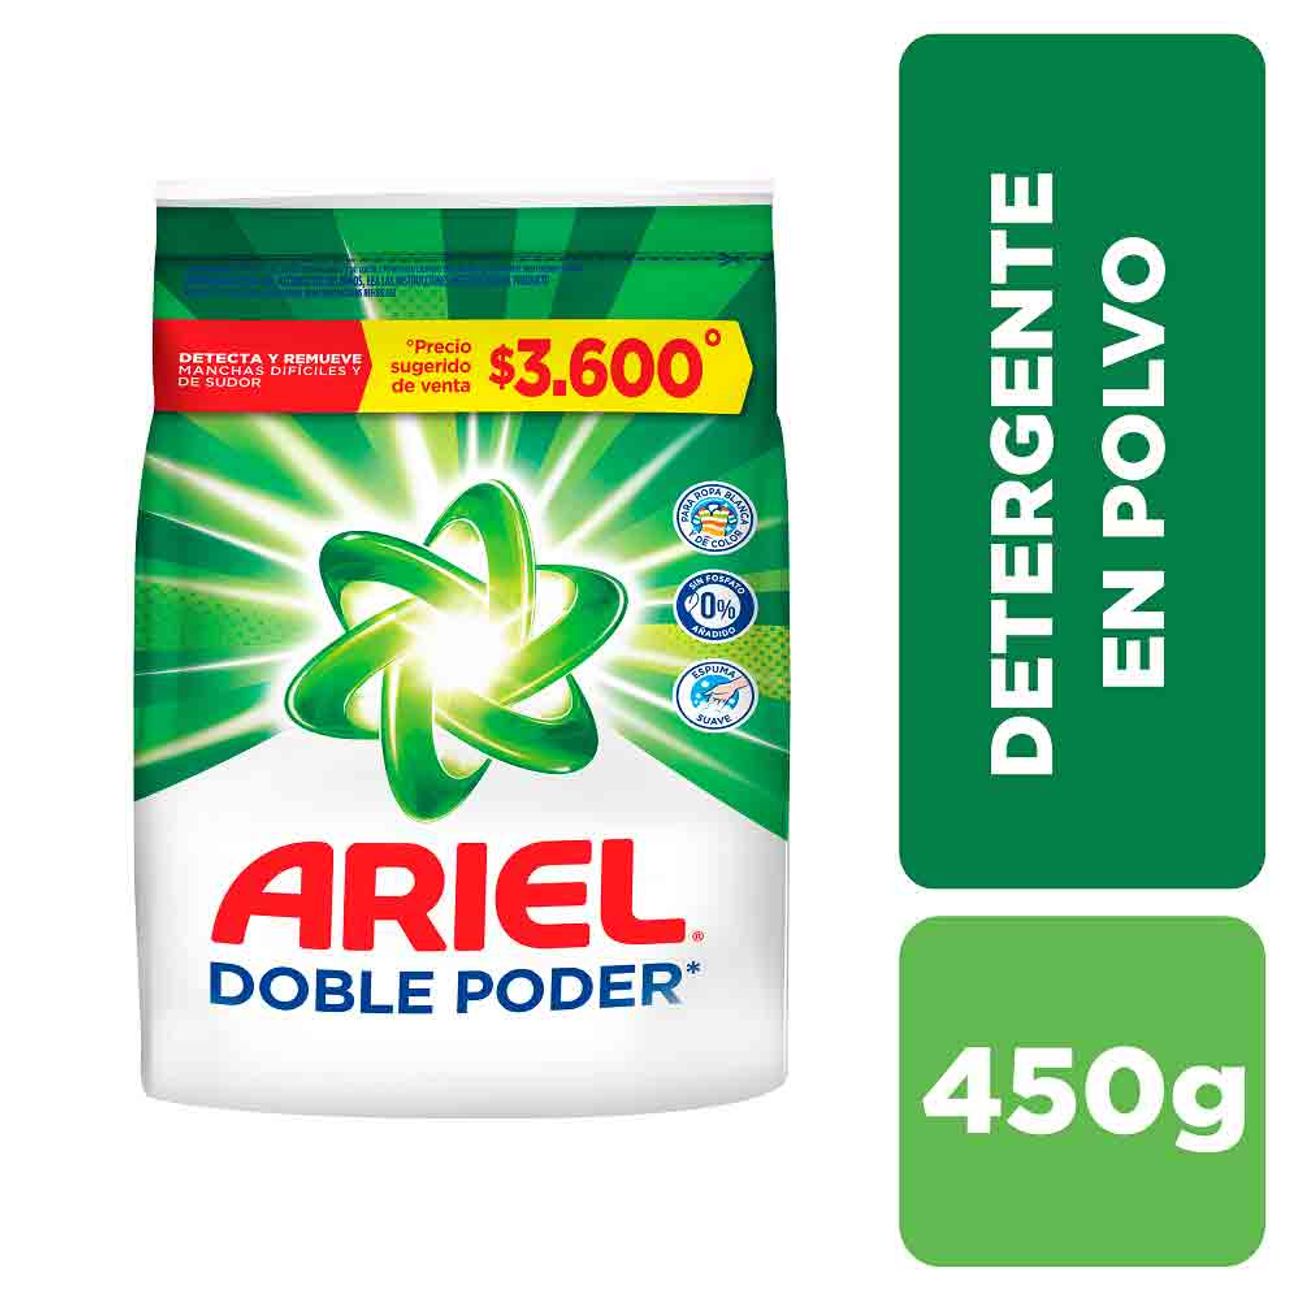 DETECTA Y REMUEVE
MANCHAS DIFÍCILES Y
DE SUDOR
°Precio
sugerido
de venta
$3.600°
PARA ROPA BLANCA
Y DE COLOR
SIN FOSFATO
0%
AÑADIDO
ESPUMA
SUAVE
ARIEL®
DOBLE PODER*
DETERGENTE
EN POLVO
450g